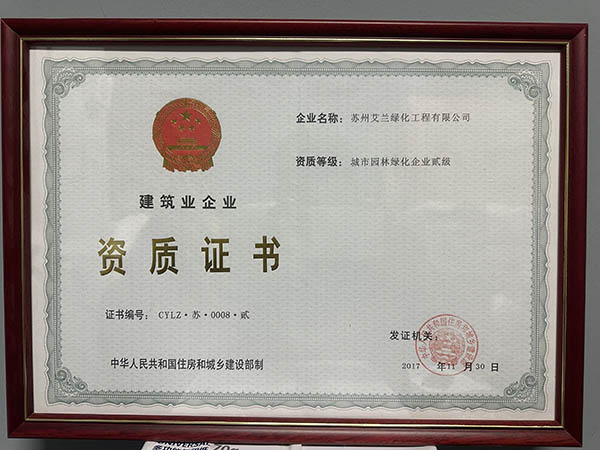 建筑业企业
资质证书
证书编号： CYLZ·苏·0008·贰
中华人民共和国住房和城乡建设部制
企业名称： 苏州艾兰绿化工程有限公司
资质等级： 城市园林绿化企业贰级
发证机关：
2017 年11 月30 日